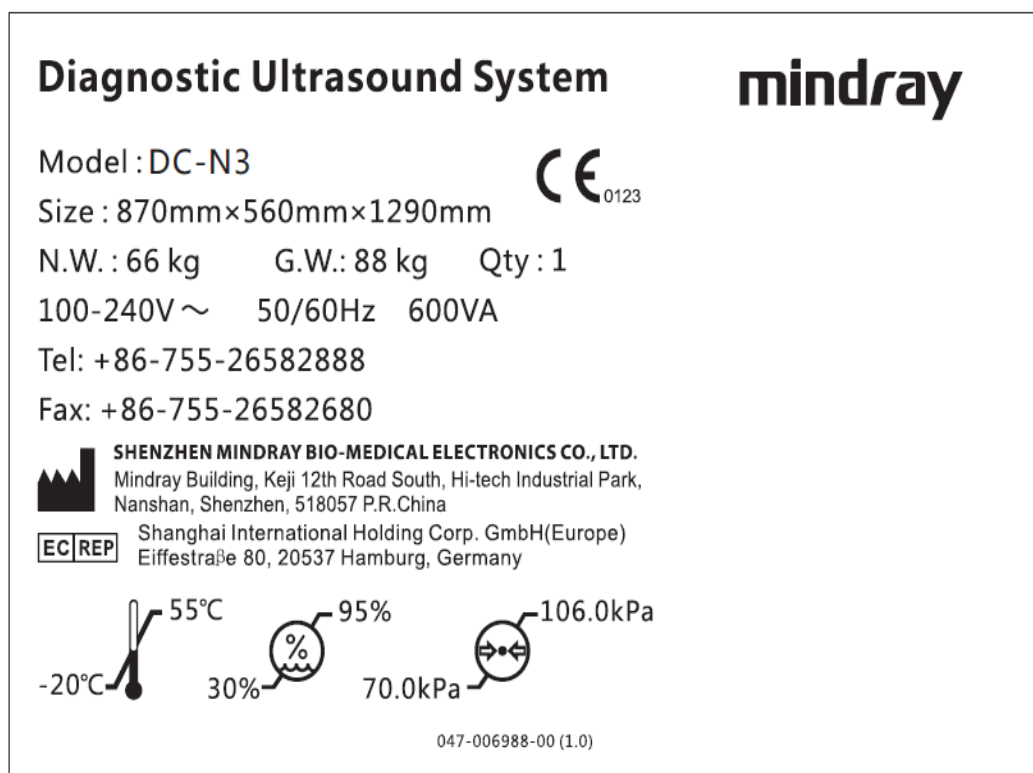 Diagnostic Ultrasound System
mindray
Model : DC-N3
CE 0123
Size : 870mm×560mm×1290mm
N.W. : 66 kg G.W.: 88 kg Qty : 1
100-240V～ 50/60Hz 600VA
Tel: +86-755-26582888
Fax: +86-755-26582680
SHENZHEN MINDRAY BIO-MEDICAL ELECTRONICS CO., LTD.
Mindray Building, Keji 12th Road South, Hi-tech Industrial Park,
Nanshan, Shenzhen, 518057 P.R.China
EC REP
Shanghai International Holding Corp. GmbH(Europe)
Eiffestraβe 80, 20537 Hamburg, Germany
55℃ 95% 106.0kPa
%
-20℃ 30% 70.0kPa
047-006988-00 (1.0)